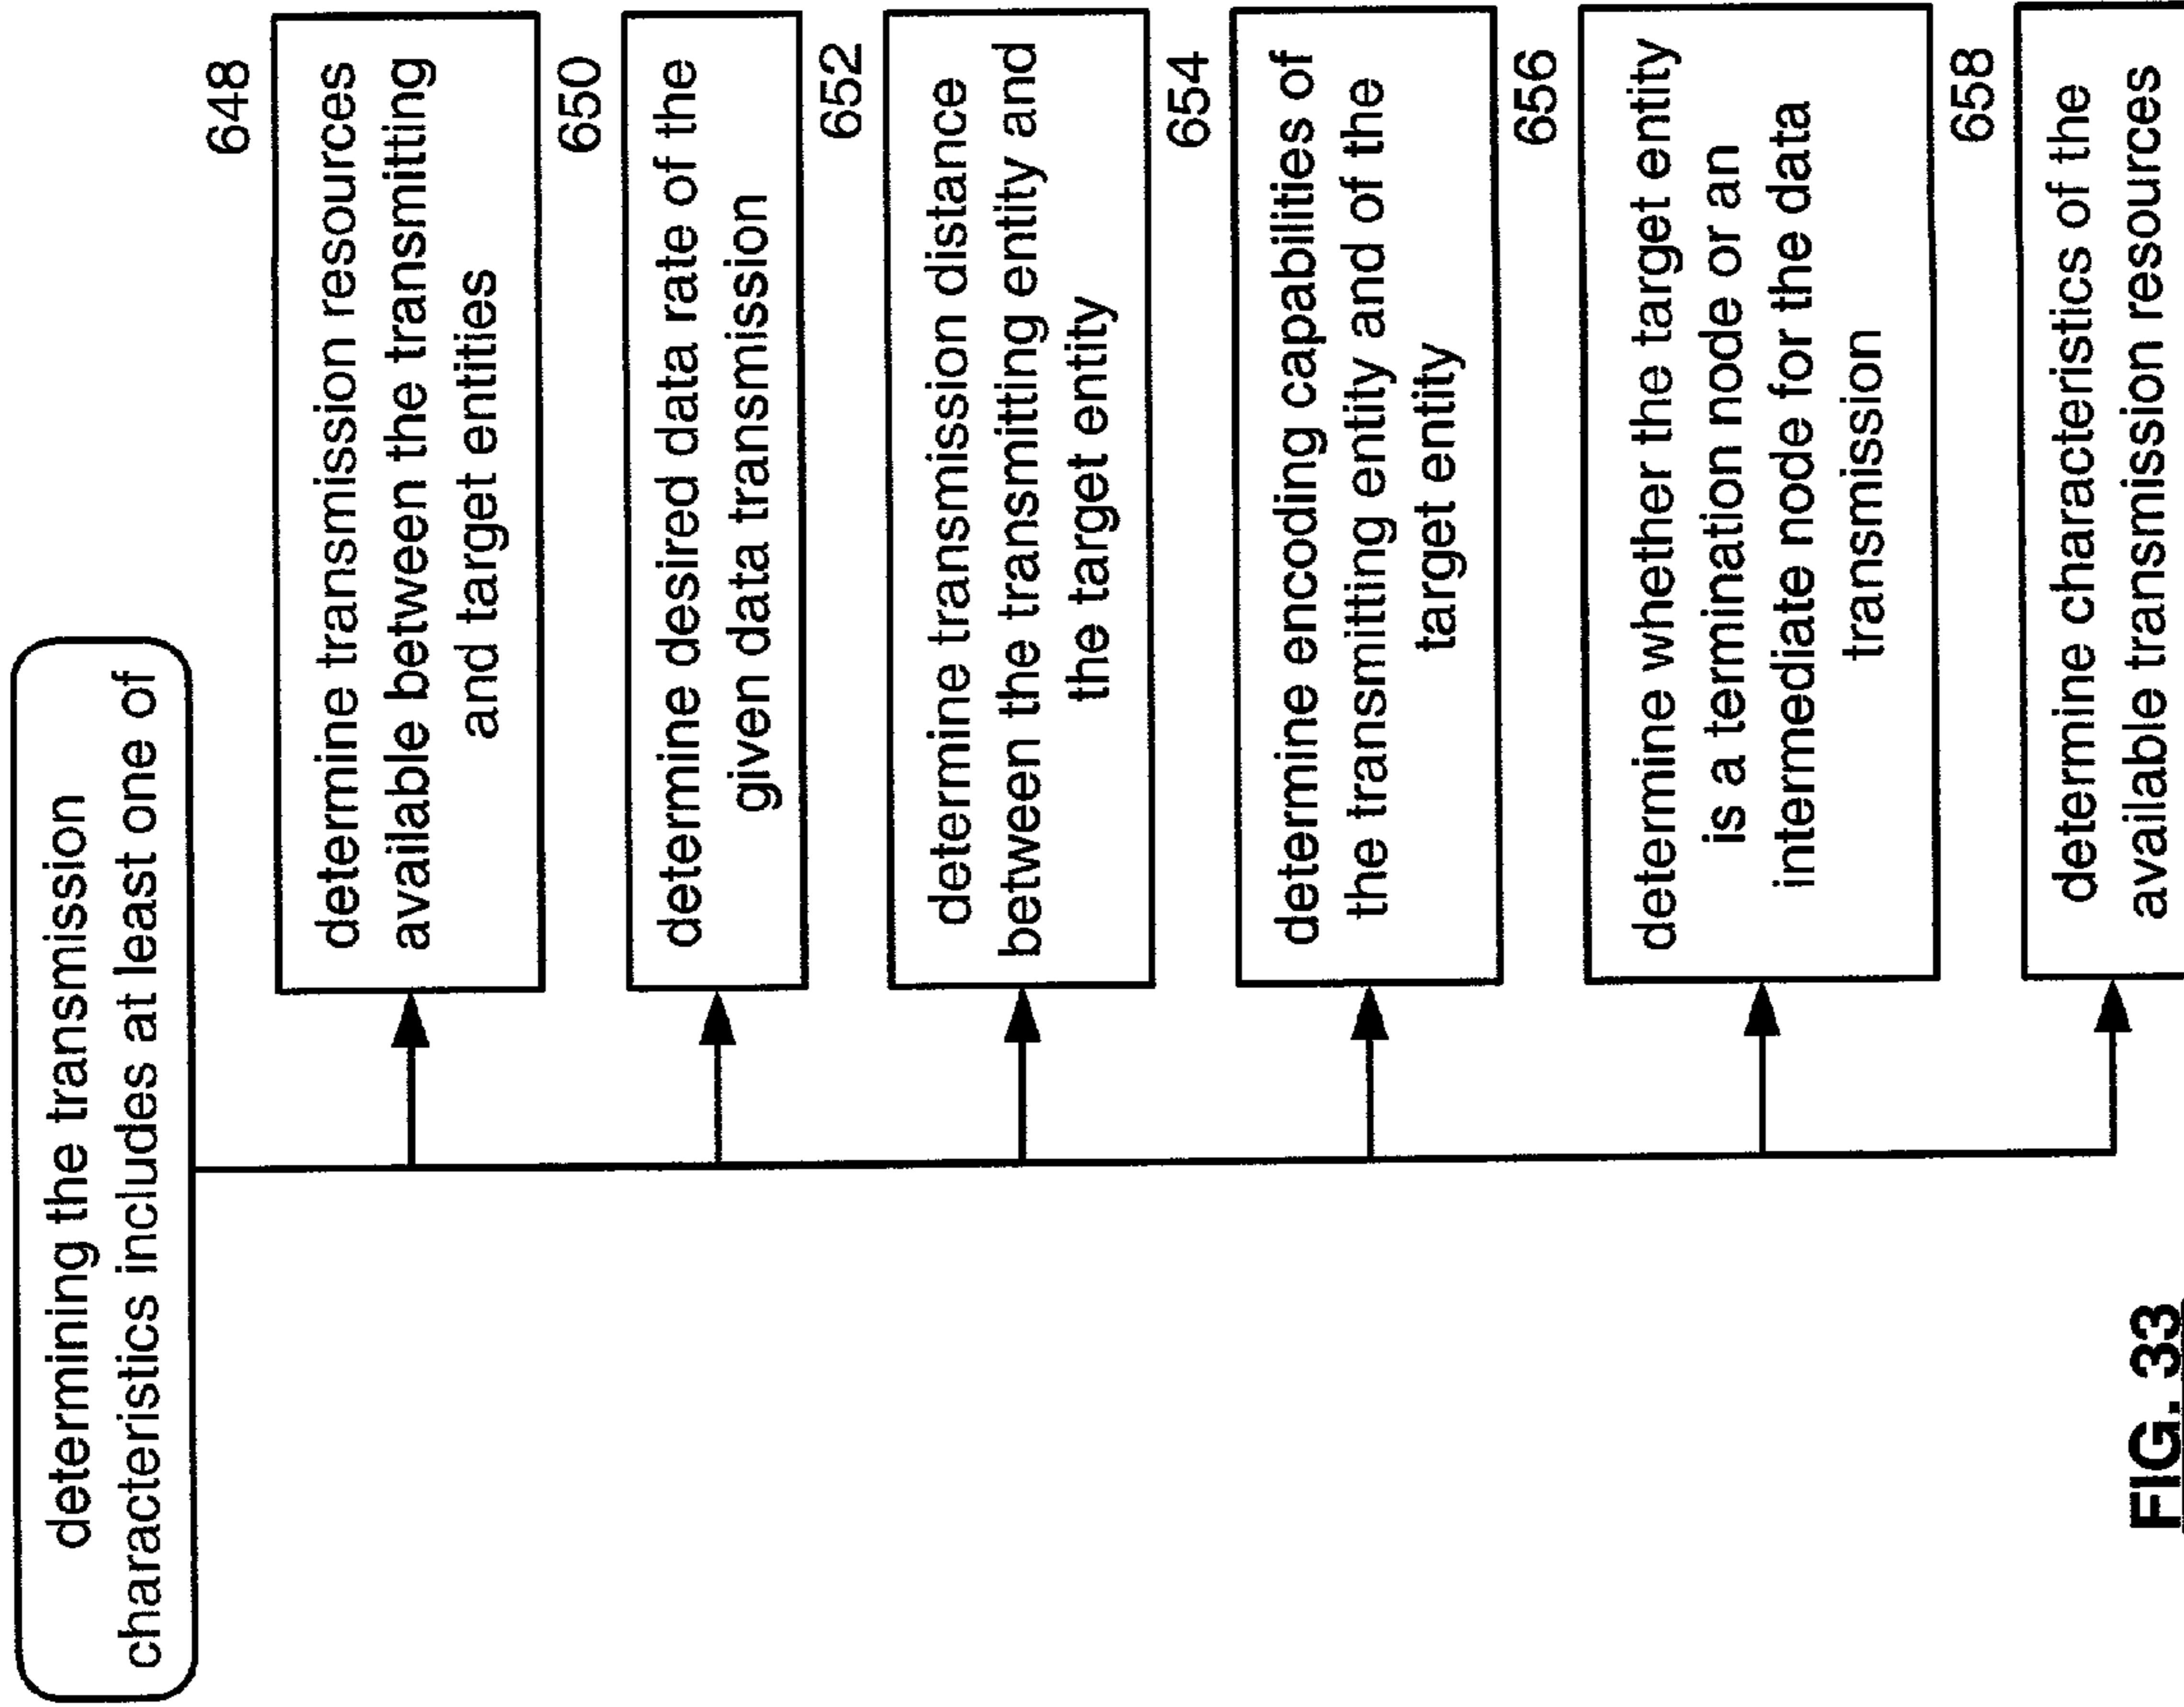 determining the transmission
characteristics includes at least one of
648
determine transmission resources
available between the transmitting
and target entities
650
determine desired data rate of the
given data transmission
652
determine transmission distance
between the transmitting entity and
the target entity
654
determine encoding capabilities of
the transmitting entity and of the
target entity
656
determine whether the target entity
is a termination node or an
intermediate node for the data
transmission
658
determine characteristics of the
available transmission resources
FIG. 33